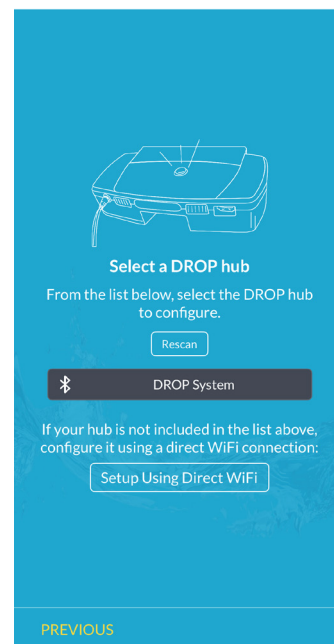 Select a DROP hub
From the list below, select the DROP hub
to configure.
Rescan
DROP System
If your hub is not included in the list above,
configure it using a direct WiFi connection:
Setup Using Direct WiFi
PREVIOUS